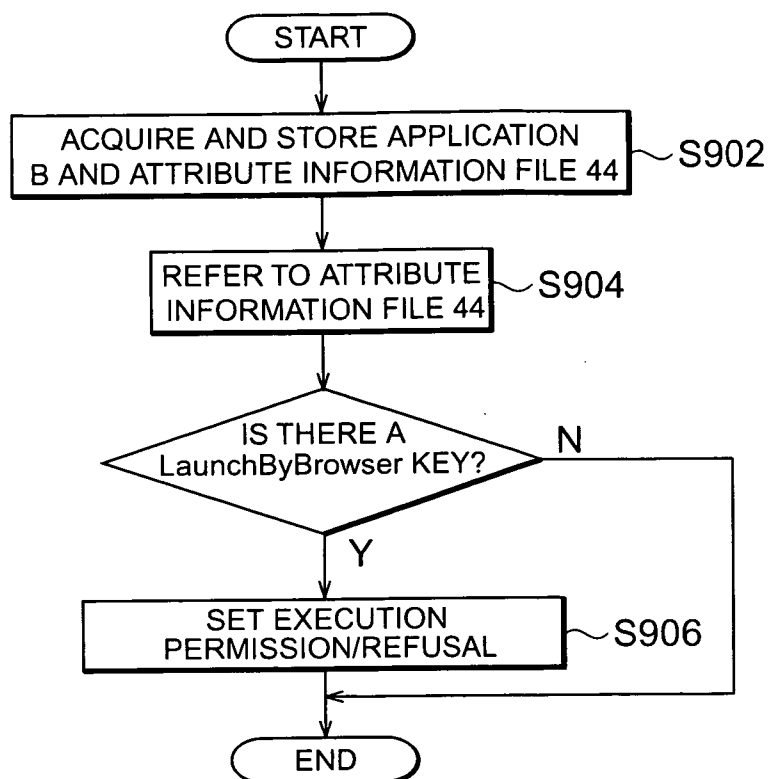 START
ACQUIRE AND STORE APPLICATION
B AND ATTRIBUTE INFORMATION FILE 44
S902
REFER TO ATTRIBUTE
INFORMATION FILE 44
S904
IS THERE A
LaunchByBrowser KEY?
N
Y
SET EXECUTION
PERMISSION/REFUSAL
S906
END